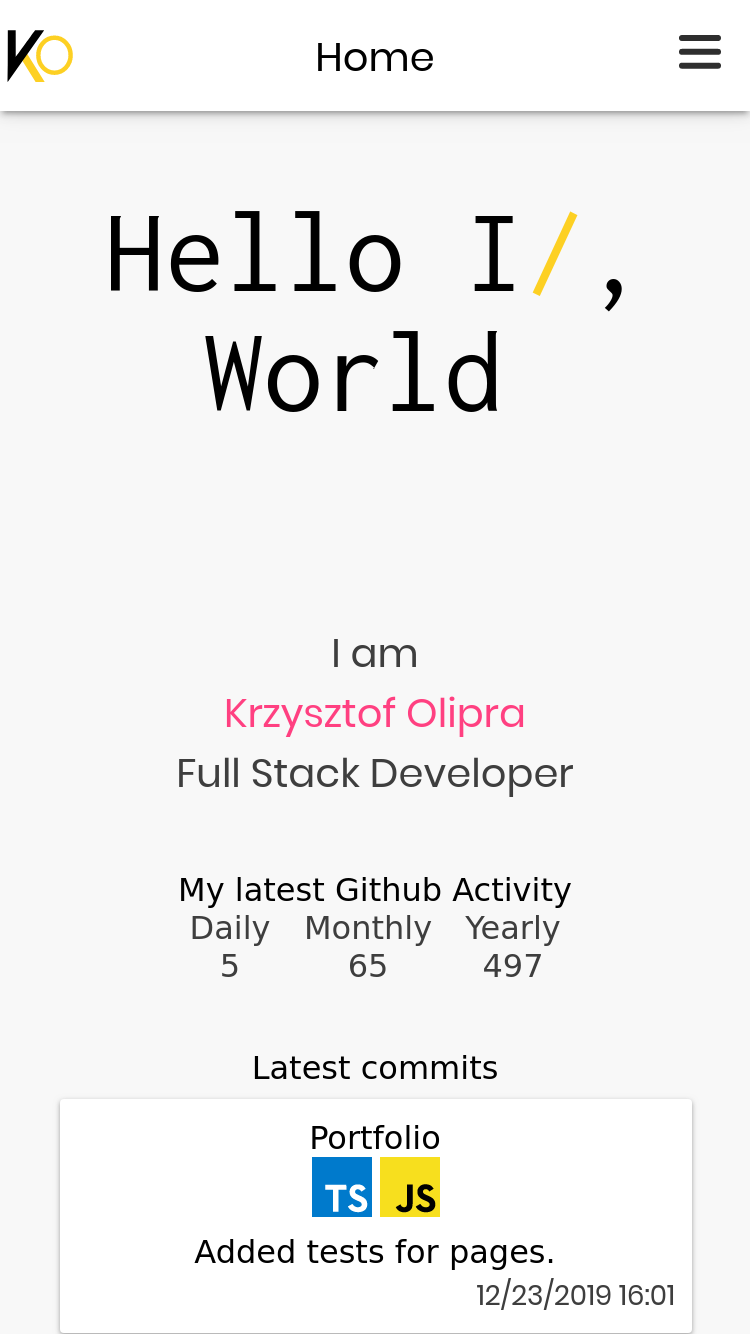 KO
Home
Hello I/,
World
I am
Krzysztof Olipra
Full Stack Developer
My latest Github Activity
Daily Monthly Yearly
5 65 497
Latest commits
Portfolio
TS JS
Added tests for pages.
12/23/2019 16:01